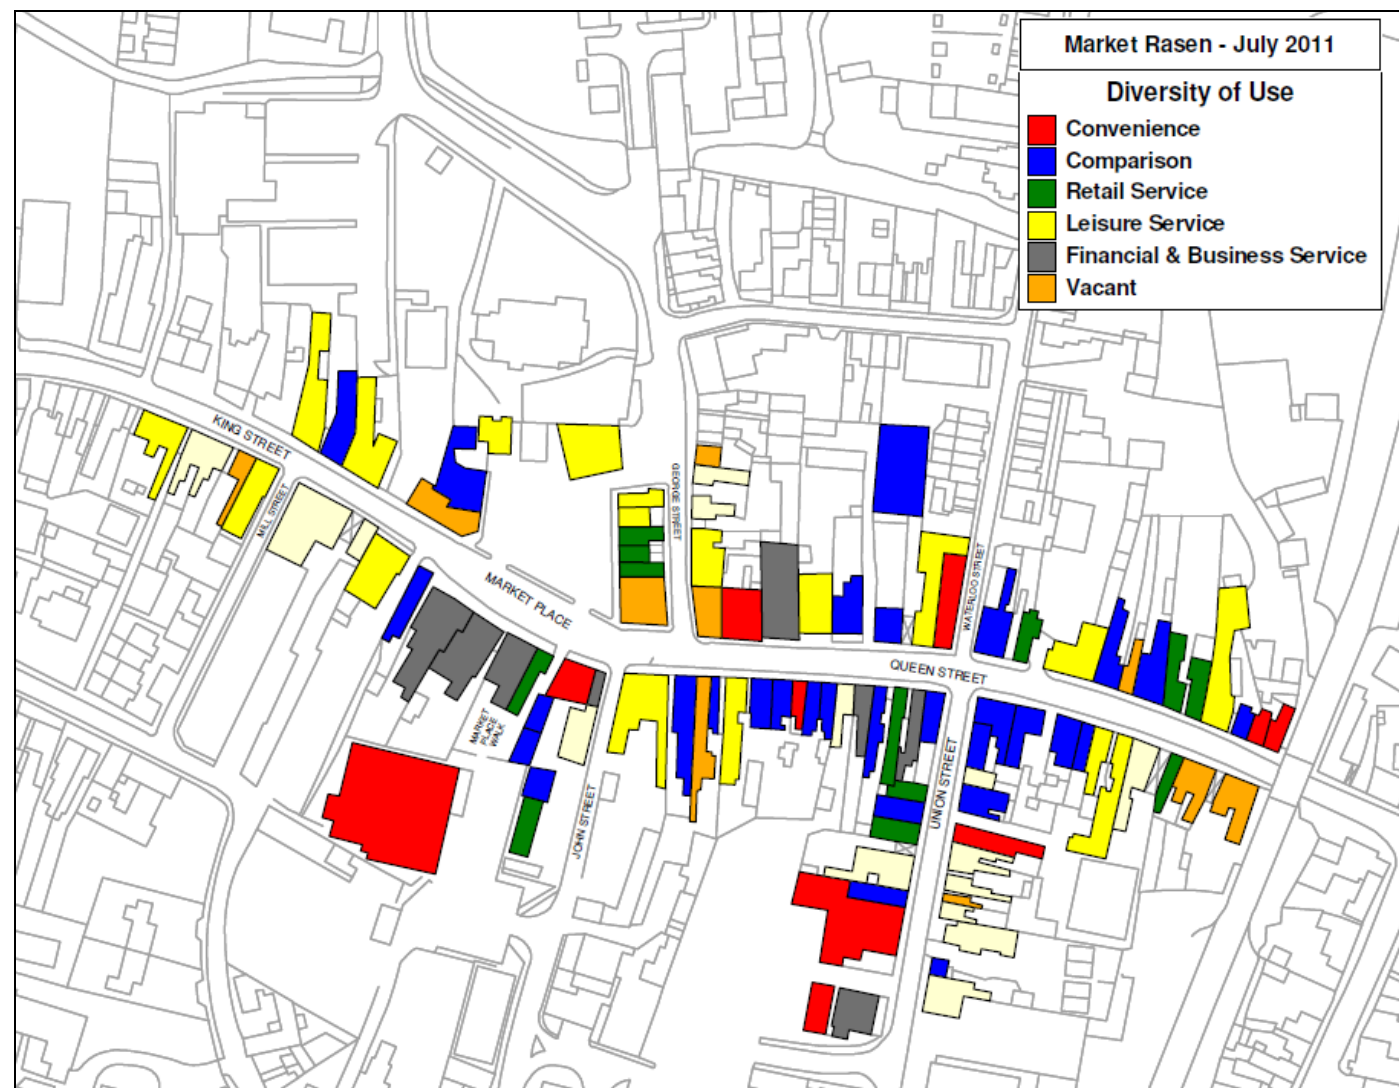 Market Rasen - July 2011
Diversity of Use
Convenience
Comparison
Retail Service
Leisure Service
Financial & Business Service
Vacant
KING STREET
MILL STREET
GEORGE STREET
MARKET PLACE
WATERLOO STREET
QUEEN STREET
MARKET
PLACE
WALK
JOHN STREET
UNION STREET